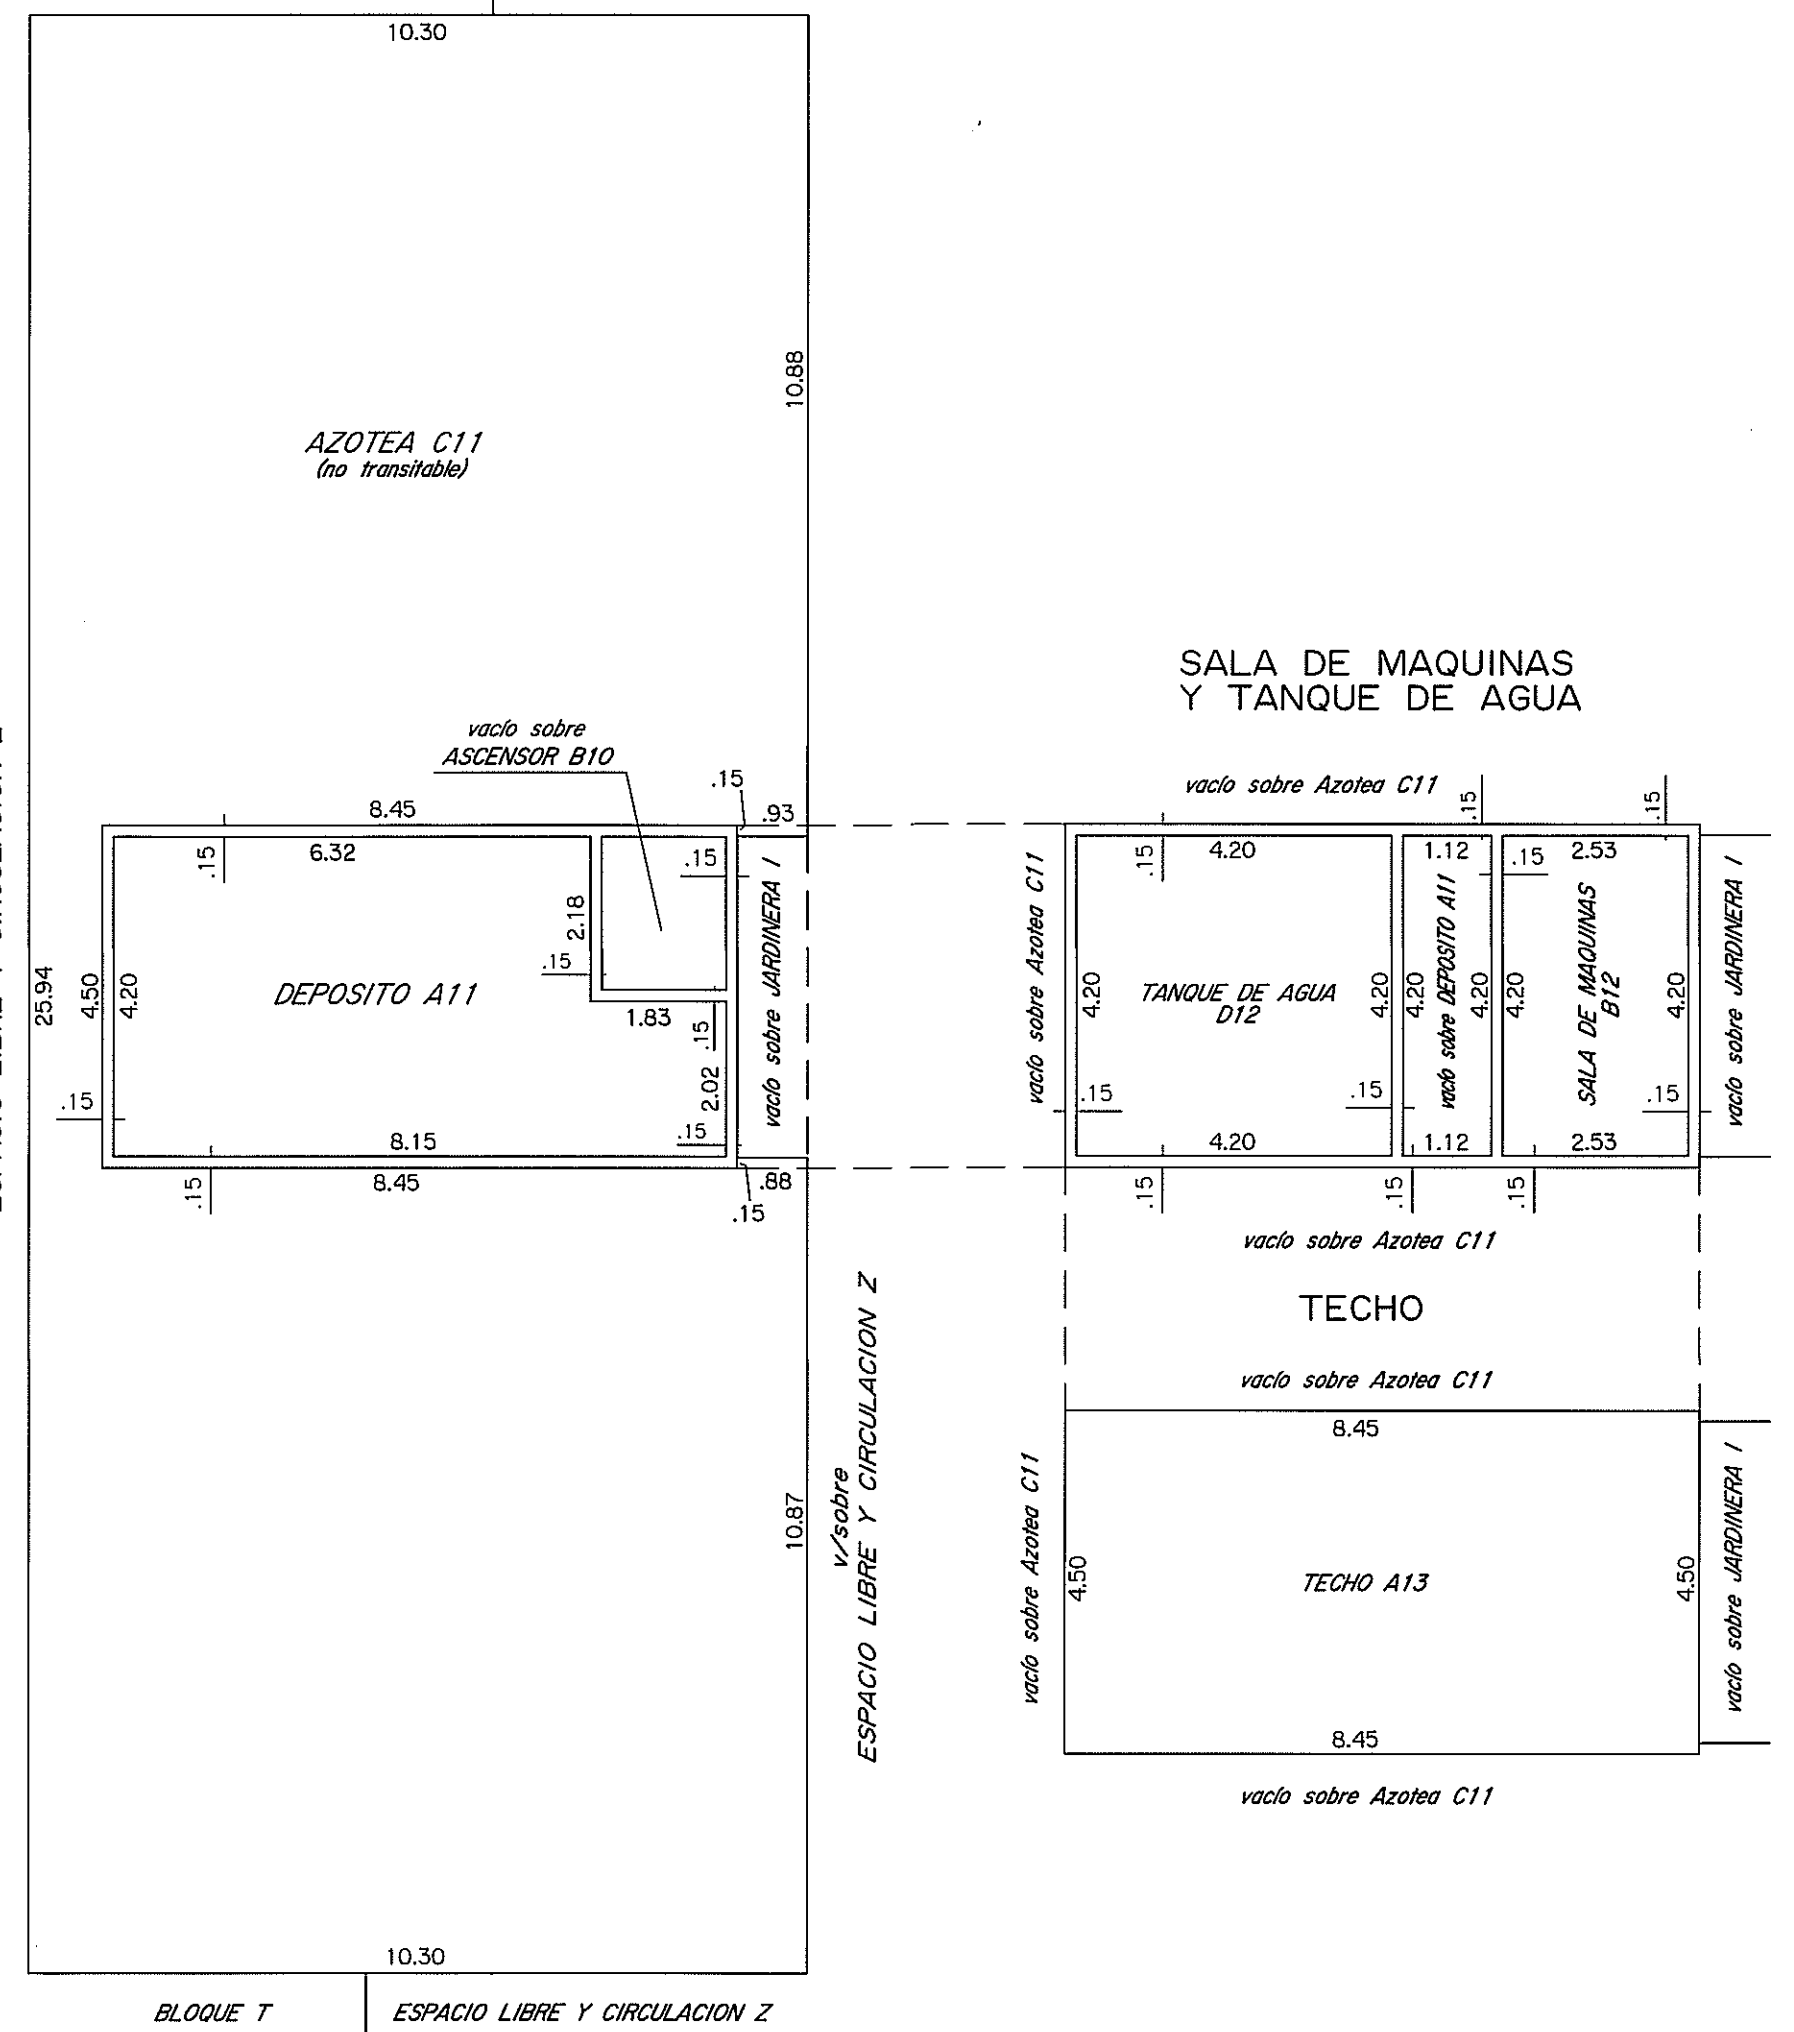 10.30
10.88
AZOTEA C11
(no transitable)
vacío sobre
ASCENSOR B10
.15
8.45
.93
.15
6.32
.15
2.18
.15
25.94
4.50
4.20
DEPOSITO A11
1.83
.15
2.02
.15
.15
8.15
8.45
.15
.88
.15
vacío sobre JARDINERA I
v/sobre
ESPACIO LIBRE Y CIRCULACION Z
10.87
10.30
BLOQUE T
ESPACIO LIBRE Y CIRCULACION Z
SALA DE MAQUINAS
Y TANQUE DE AGUA
vacío sobre Azotea C11
.15
.15
vacío sobre Azotea C11
.15
4.20
1.12
.15
2.53
4.20
TANQUE DE AGUA
D12
4.20
4.20
vacío sobre DEPOSITO A11
4.20
4.20
SALA DE MAQUINAS
B12
4.20
vacío sobre JARDINERA I
.15
.15
.15
4.20
1.12
2.53
.15
.15
.15
vacío sobre Azotea C11
TECHO
vacío sobre Azotea C11
8.45
vacío sobre Azotea C11
4.50
TECHO A13
4.50
vacío sobre JARDINERA I
8.45
vacío sobre Azotea C11